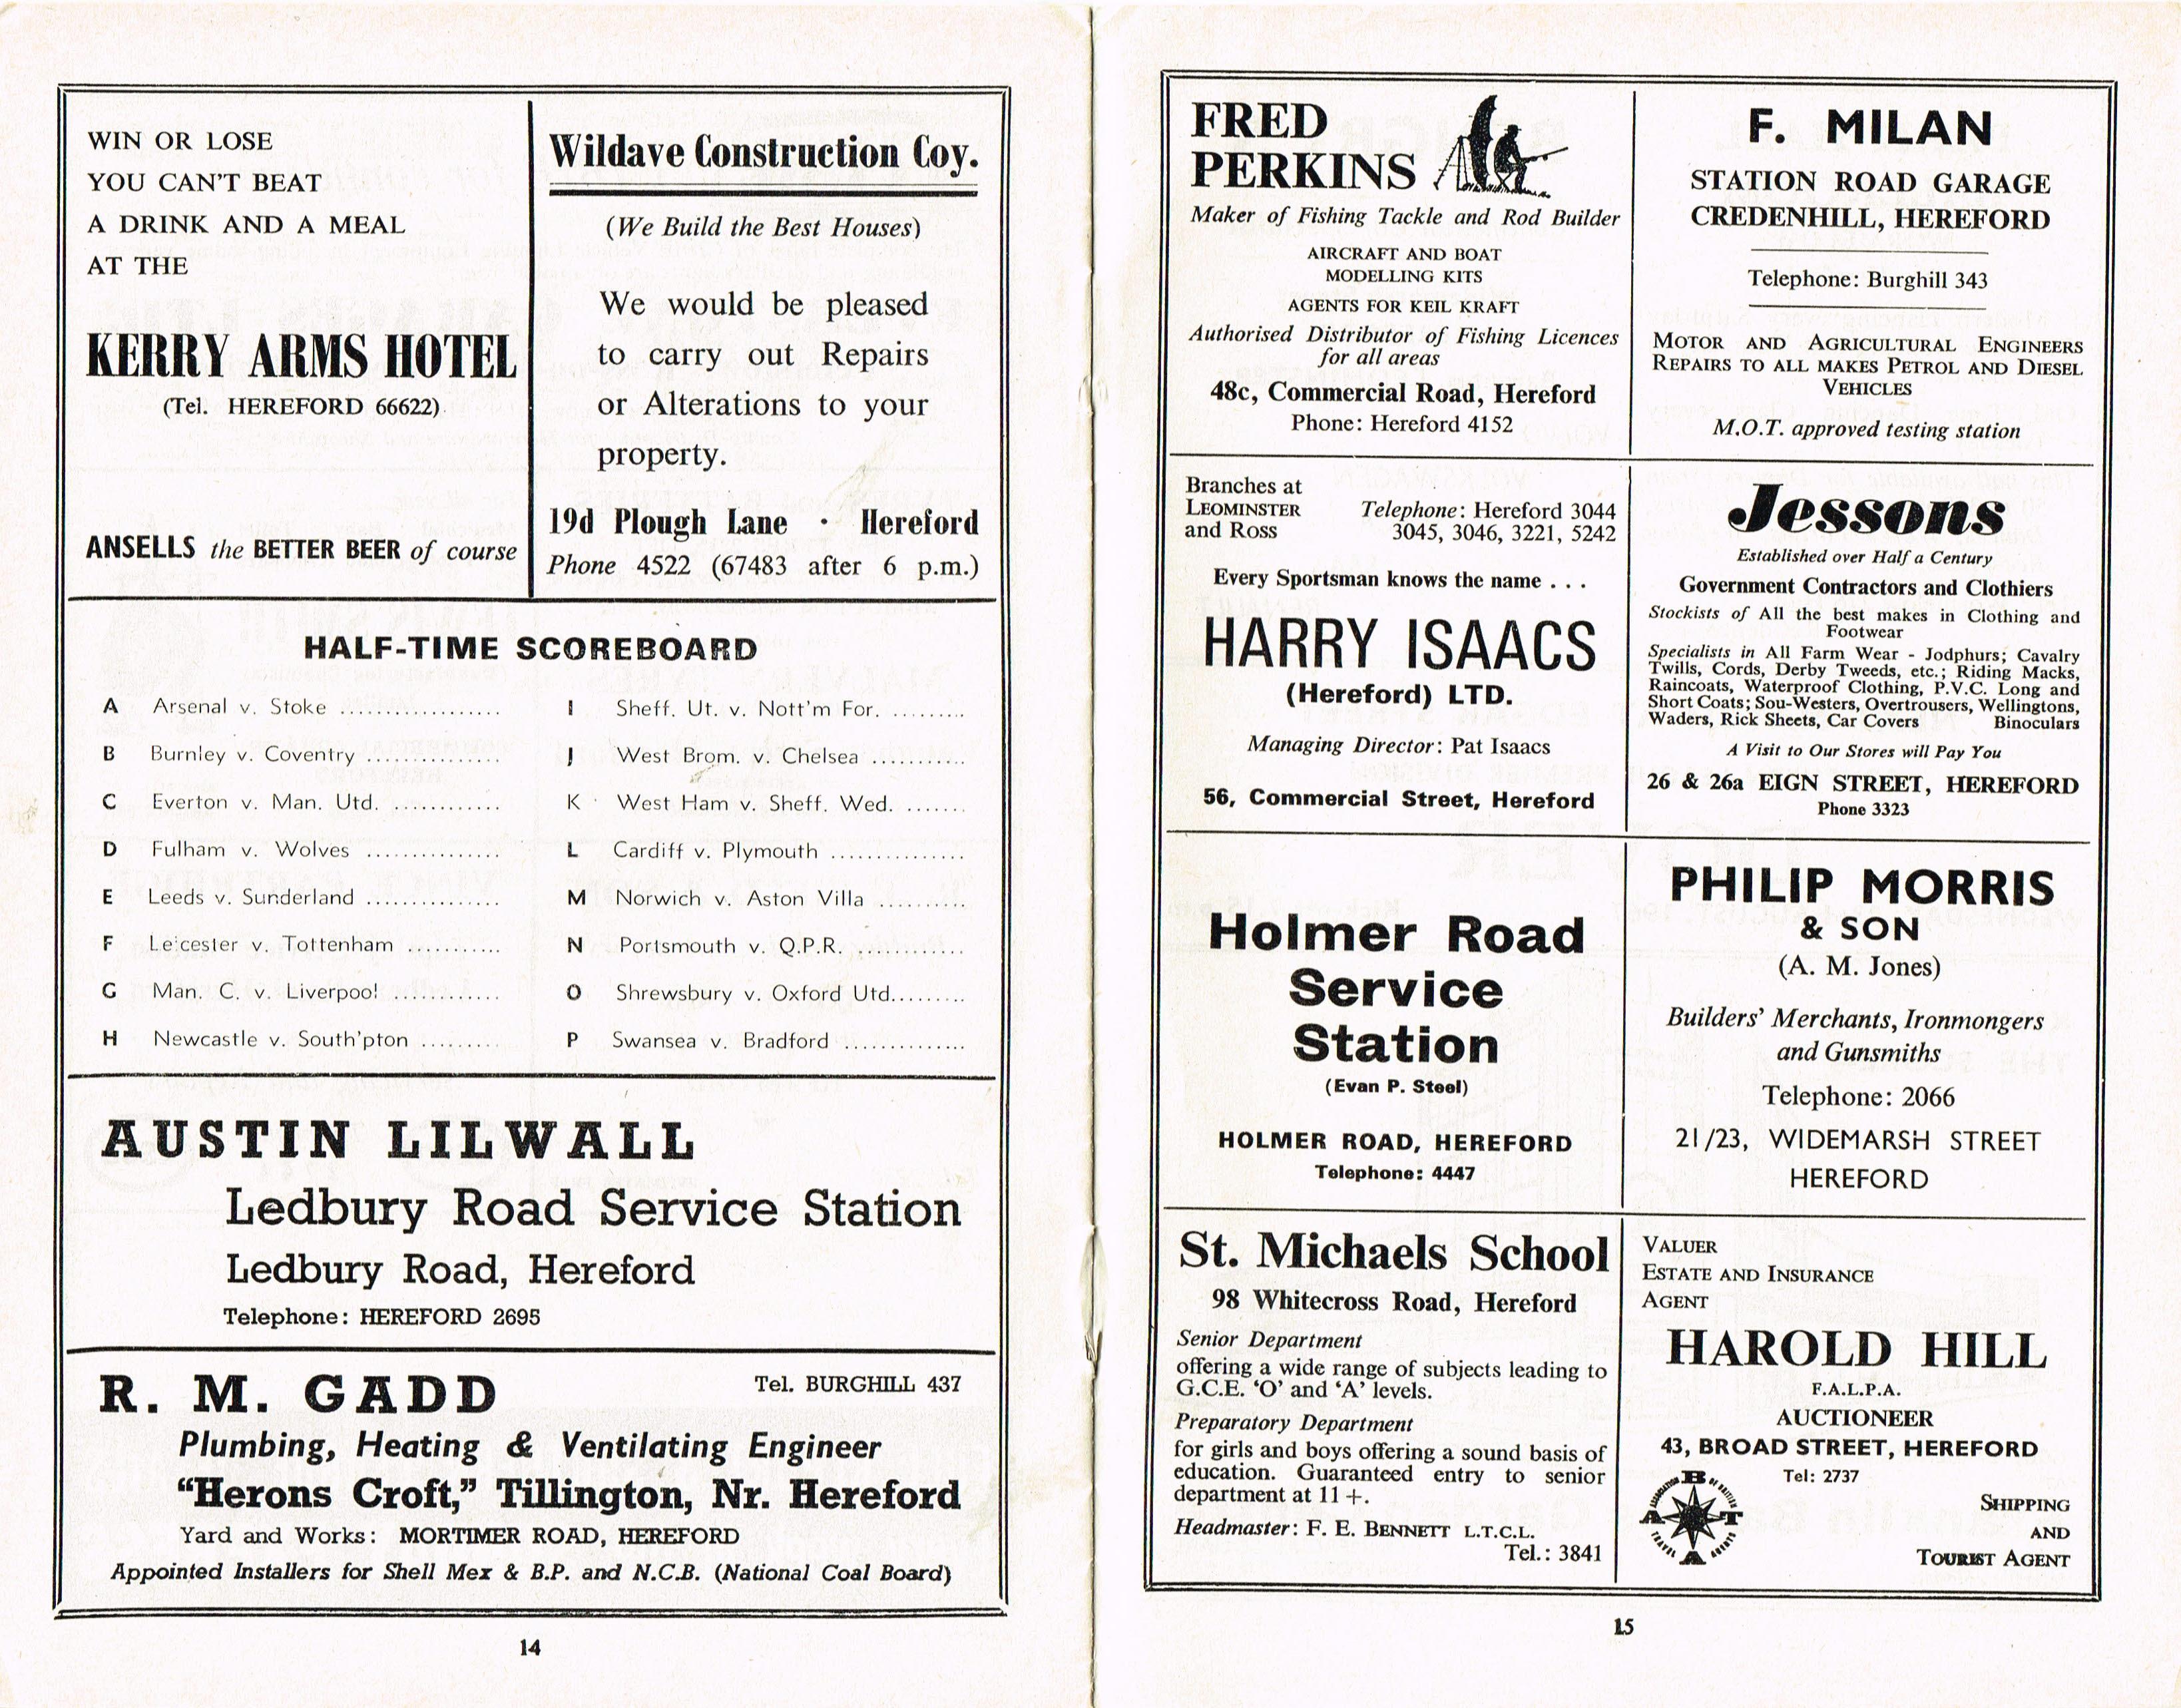 WIN OR LOSE
YOU CAN'T BEAT
A DRINK AND A MEAL
AT THE
KERRY ARMS HOTEL
(Tel. HEREFORD 66622)
ANSELLS the BETTER BEER of course
Wildave Construction Coy.
(We Build the Best Houses)
We would be pleased
to carry out Repairs
or Alterations to your
property.
19d Plough Lane · Hereford
Phone 4522 (67483 after 6 p.m.)
HALF-TIME SCOREBOARD
A Arsenal v. Stoke ..................
B Burnley v. Coventry ...............
C Everton v. Man. Utd. ............
D Fulham v. Wolves ...............
E Leeds v. Sunderland ...............
F Leicester v. Tottenham ...........
G Man. C. v. Liverpool ............
H Newcastle v. South'pton .........
I Sheff. Ut. v. Nott'm For. ........
J West Brom. v. Chelsea ...........
K West Ham v. Sheff. Wed. .......
L Cardiff v. Plymouth ...............
M Norwich v. Aston Villa ..........
N Portsmouth v. Q.P.R. ............
O Shrewsbury v. Oxford Utd.........
P Swansea v. Bradford ..............
AUSTIN LILWALL
Ledbury Road Service Station
Ledbury Road, Hereford
Telephone: HEREFORD 2695
R. M. GADD
Tel. BURGHILL 437
Plumbing, Heating & Ventilating Engineer
"Herons Croft," Tillington, Nr. Hereford
Yard and Works: MORTIMER ROAD, HEREFORD
Appointed Installers for Shell Mex & B.P. and N.C.B. (National Coal Board)
14
FRED
PERKINS
Maker of Fishing Tackle and Rod Builder
AIRCRAFT AND BOAT
MODELLING KITS
AGENTS FOR KEIL KRAFT
Authorised Distributor of Fishing Licences
for all areas
48c, Commercial Road, Hereford
Phone: Hereford 4152
F. MILAN
STATION ROAD GARAGE
CREDENHILL, HEREFORD
Telephone: Burghill 343
MOTOR AND AGRICULTURAL ENGINEERS
REPAIRS TO ALL MAKES PETROL AND DIESEL
VEHICLES
M.O.T. approved testing station
Branches at
LEOMINSTER
and Ross
Telephone: Hereford 3044
3045, 3046, 3221, 5242
Every Sportsman knows the name . . .
HARRY ISAACS
(Hereford) LTD.
Managing Director: Pat Isaacs
56, Commercial Street, Hereford
Jessons
Established over Half a Century
Government Contractors and Clothiers
Stockists of All the best makes in Clothing and
Footwear
Specialists in All Farm Wear - Jodphurs; Cavalry
Twills, Cords, Derby Tweeds, etc.; Riding Macks,
Raincoats, Waterproof Clothing, P.V.C. Long and
Short Coats; Sou-Westers, Overtrousers, Wellingtons,
Waders, Rick Sheets, Car Covers Binoculars
A Visit to Our Stores will Pay You
26 & 26a EIGN STREET, HEREFORD
Phone 3323
Holmer Road
Service
Station
(Evan P. Steel)
HOLMER ROAD, HEREFORD
Telephone: 4447
PHILIP MORRIS
& SON
(A. M. Jones)
Builders' Merchants, Ironmongers
and Gunsmiths
Telephone: 2066
21/23, WIDEMARSH STREET
HEREFORD
St. Michaels School
98 Whitecross Road, Hereford
Senior Department
offering a wide range of subjects leading to
G.C.E. 'O' and 'A' levels.
Preparatory Department
for girls and boys offering a sound basis of
education. Guaranteed entry to senior
department at 11+.
Headmaster: F. E. BENNETT L.T.C.L.
Tel.: 3841
VALUER
ESTATE AND INSURANCE
AGENT
HAROLD HILL
F.A.L.P.A.
AUCTIONEER
43, BROAD STREET, HEREFORD
Tel: 2737
ASSOCIATION OF BRITISH
TRAVEL AGENTS
A B T A
SHIPPING
AND
TOURIST AGENT
15